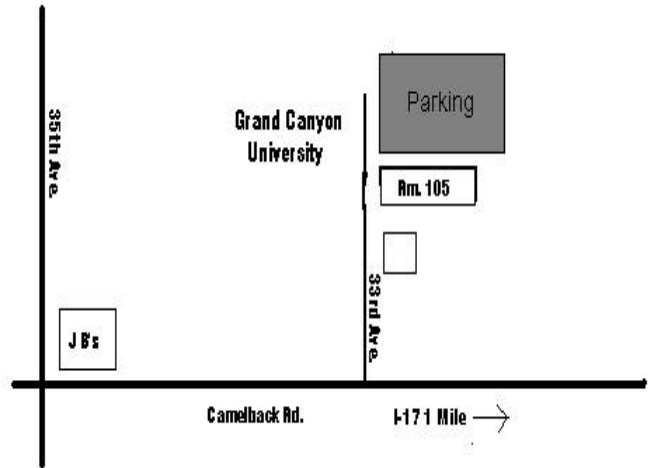 Parking
Grand Canyon
University
35th Ave.
Rm. 105
33rd Ave.
J B's
Camelback Rd.
I-17 1 Mile